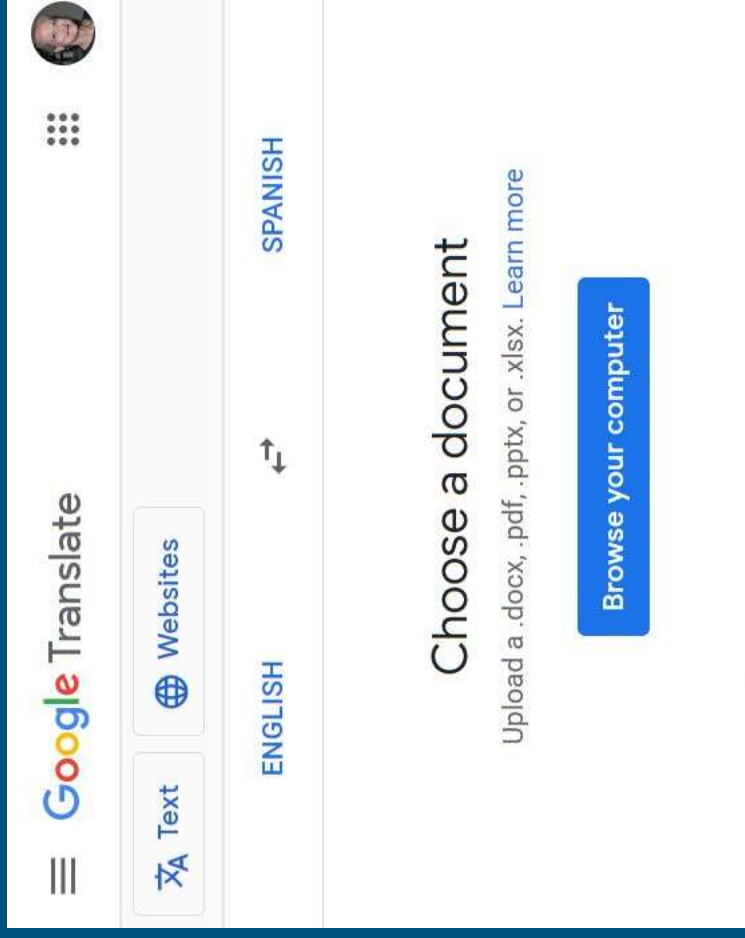 Google Translate
Text
Websites
ENGLISH
SPANISH
Choose a document
Upload a .docx, .pdf, .pptx, or .xlsx. Learn more
Browse your computer